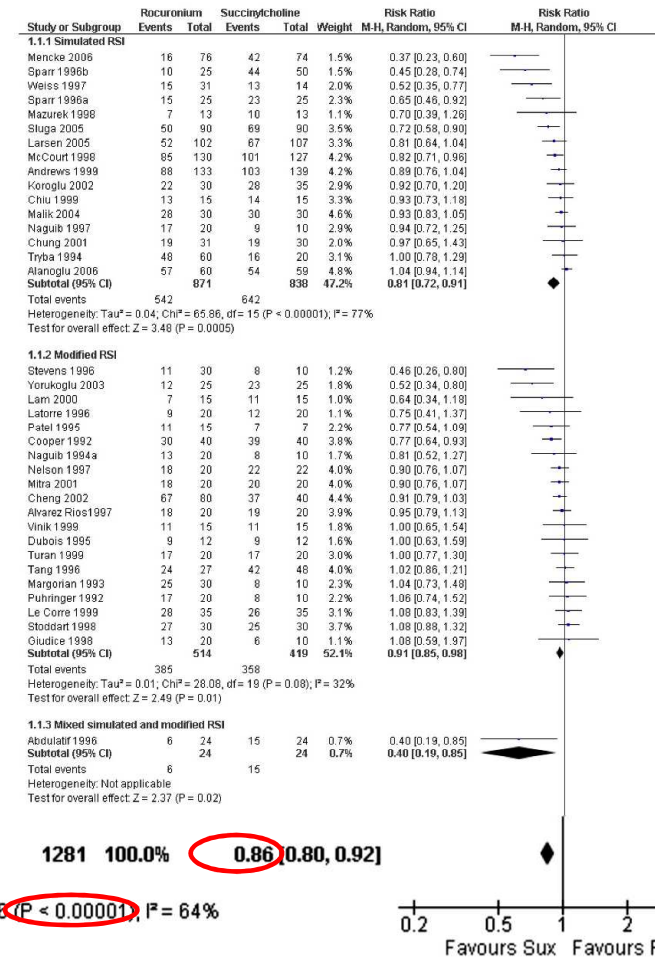 Rocuronium Succinylcholine Risk Ratio Risk Ratio
Study or Subgroup Events Total Events Total Weight M-H, Random, 95% CI M-H, Random, 95% CI
1.1.1 Simulated RSI
Mencke 2006 16 76 42 74 1.5% 0.37 [0.23, 0.60]
Sparr 1996b 10 25 44 50 1.4% 0.45 [0.28, 0.74]
Weiss 1997 15 31 13 14 2.0% 0.52 [0.35, 0.77]
Sparr 1996a 15 25 23 25 2.5% 0.65 [0.46, 0.92]
Mazurek 1998 7 13 10 13 1.1% 0.70 [0.39, 1.26]
Sluga 2005 50 90 69 90 3.7% 0.72 [0.58, 0.90]
Larsen 2005 52 102 67 107 3.5% 0.81 [0.64, 1.04]
McCourt 1998 85 130 101 127 4.2% 0.82 [0.71, 0.96]
Andrews 1999 88 133 103 139 4.1% 0.89 [0.76, 1.04]
Koroglu 2002 22 30 28 35 3.1% 0.92 [0.70, 1.20]
Chiu 1999 13 15 14 15 3.5% 0.93 [0.73, 1.18]
Malik 2004 28 30 30 30 4.6% 0.93 [0.83, 1.05]
Naguib 1997 17 20 9 10 3.1% 0.94 [0.72, 1.25]
Chung 2001 19 31 19 30 2.0% 0.97 [0.65, 1.43]
Tryba 1994 48 60 16 20 3.3% 1.00 [0.78, 1.29]
Alanoglu 2006 57 60 54 59 4.8% 1.04 [0.94, 1.14]
Subtotal (95% CI) 871 838 47.2% 0.81 [0.72, 0.91]
Total events 542 642
Heterogeneity: Tau² = 0.04; Chi² = 65.86, df = 15 (P < 0.00001); I² = 77%
Test for overall effect: Z = 3.48 (P = 0.0005)
1.1.2 Modified RSI
Stevens 1996 11 30 8 10 1.2% 0.46 [0.26, 0.80]
Yorukoglu 2003 12 25 23 25 1.8% 0.52 [0.34, 0.80]
Lam 2000 7 15 11 15 1.0% 0.64 [0.34, 1.18]
Latorre 1996 9 20 12 20 1.1% 0.75 [0.41, 1.37]
Patel 1995 11 15 7 7 2.3% 0.77 [0.54, 1.09]
Cooper 1992 30 40 39 40 3.9% 0.77 [0.64, 0.93]
Naguib 1994a 13 20 8 10 1.6% 0.81 [0.52, 1.27]
Nelson 1997 18 20 22 22 4.0% 0.90 [0.76, 1.07]
Mitra 2001 18 20 20 20 4.0% 0.90 [0.76, 1.07]
Cheng 2002 67 80 37 40 4.4% 0.91 [0.79, 1.03]
Alvarez Rios1997 18 20 19 20 3.9% 0.95 [0.79, 1.13]
Vinik 1999 11 15 11 15 1.7% 1.00 [0.65, 1.54]
Dubois 1995 9 12 9 12 1.6% 1.00 [0.63, 1.59]
Turan 1999 17 20 17 20 3.2% 1.00 [0.77, 1.30]
Tang 1996 24 27 42 48 4.0% 1.02 [0.86, 1.21]
Margorian 1993 25 30 8 10 2.2% 1.04 [0.73, 1.48]
Puhringer 1992 17 20 8 10 2.1% 1.06 [0.74, 1.52]
Le Corre 1999 28 35 26 35 3.2% 1.08 [0.83, 1.39]
Stoddart 1998 27 30 25 30 3.8% 1.08 [0.88, 1.32]
Giudice 1998 13 20 6 10 1.1% 1.08 [0.59, 1.97]
Subtotal (95% CI) 514 419 52.1% 0.91 [0.85, 0.98]
Total events 385 358
Heterogeneity: Tau² = 0.01; Chi² = 28.08, df = 19 (P = 0.08); I² = 32%
Test for overall effect: Z = 2.49 (P = 0.01)
1.1.3 Mixed simulated and modified RSI
Abdulatif 1996 6 24 15 24 0.7% 0.40 [0.19, 0.85]
Subtotal (95% CI) 24 24 0.7% 0.40 [0.19, 0.85]
Total events 6 15
Heterogeneity: Not applicable
Test for overall effect: Z = 2.37 (P = 0.02)
1281 100.0% 0.86 [0.80, 0.92]
(P < 0.00001); I² = 64%
0.2 0.5 1 2
Favours Sux Favours